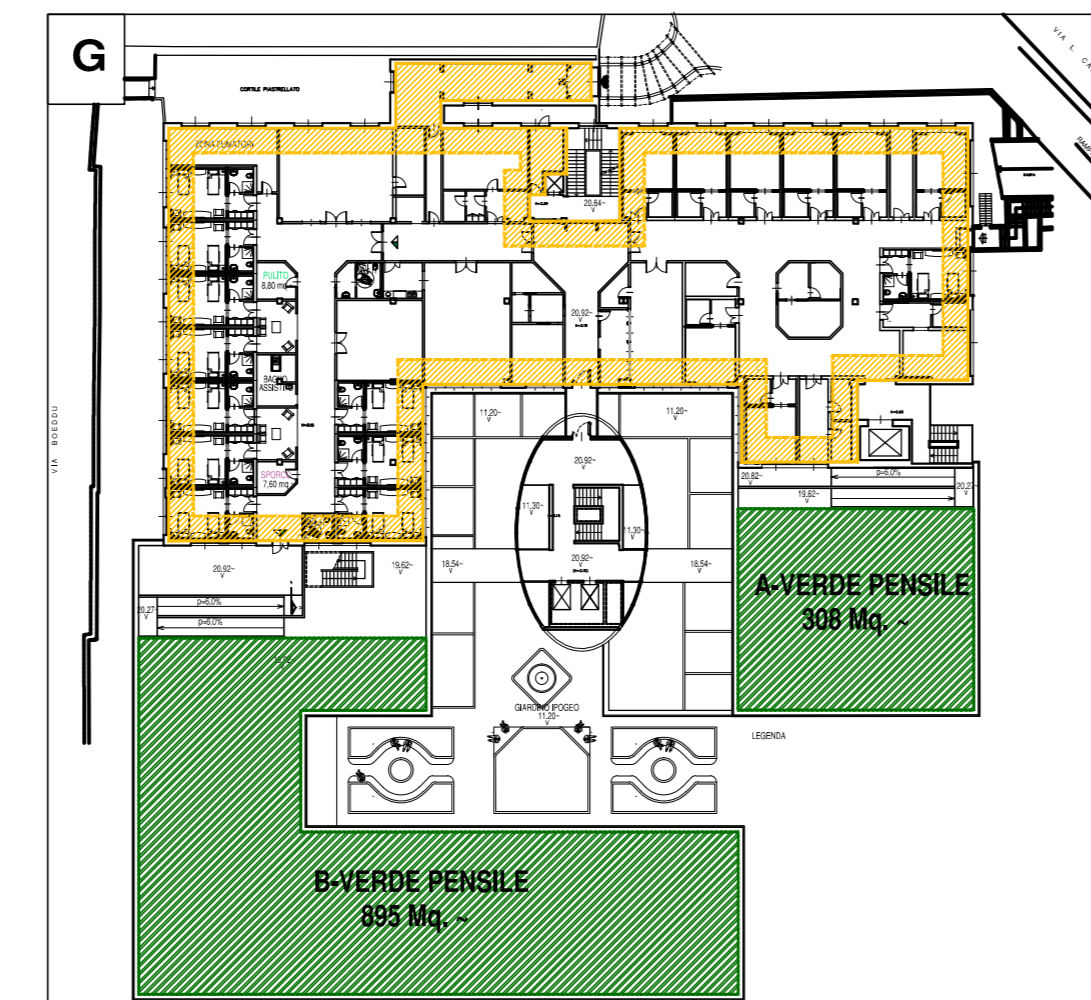 G
VIA L. CA
CORTILE PIASTRELLATO
ZONA FUMATORI
20.64~
V
PULITO
8,80 mq
20.92~
V
BAGNO
ASSISTITO
SPORCO
7,60 mq
VIA BOEDDU
11.20~
V
11.20~
V
20.92~
V
11.30~
V
11.30~
V
20.92~
V
18.54~
V
18.54~
V
20.92~
V
19.62~
V
20.27~
V
p=6,0%
p=6,0%
20.82~
V
p=6,0%
19.62~
V
20.27
V
A-VERDE PENSILE
308 Mq. ~
GIARDINO IPOGEO
11.20~
V
LEGENDA
B-VERDE PENSILE
895 Mq. ~